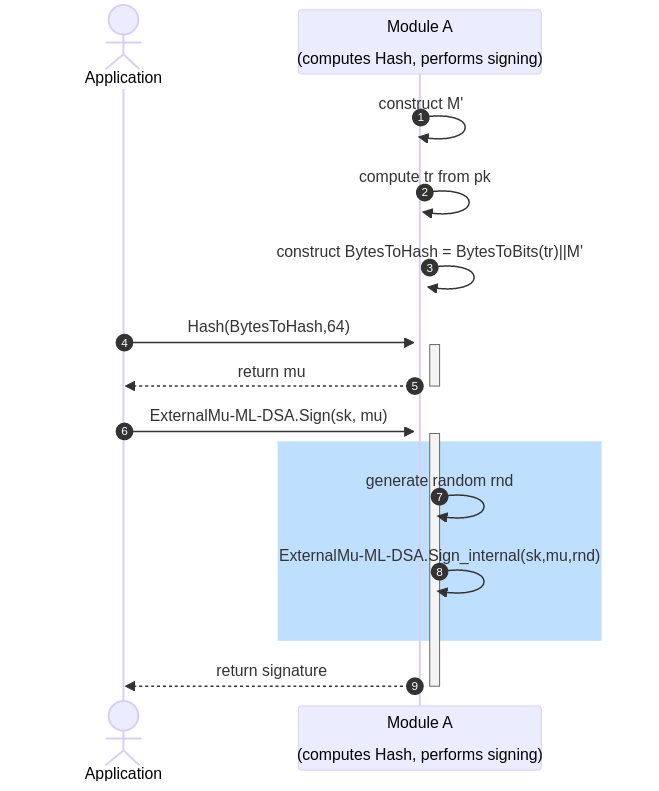 Application
Module A
(computes Hash, performs signing)
construct M'
1
compute tr from pk
2
construct BytesToHash = BytesToBits(tr)||M'
3
Hash(BytesToHash,64)
4
return mu
5
ExternalMu-ML-DSA.Sign(sk, mu)
6
generate random rnd
7
ExternalMu-ML-DSA.Sign_internal(sk,mu,rnd)
8
return signature
9
Application
Module A
(computes Hash, performs signing)